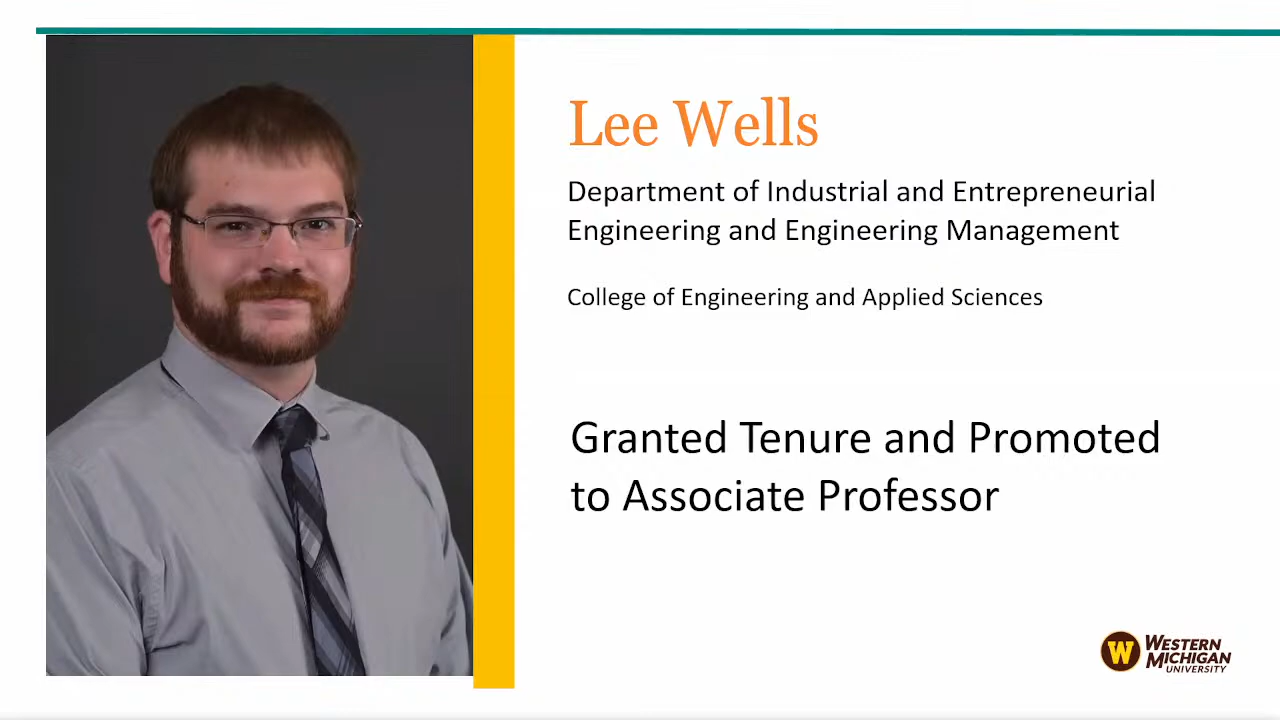 Lee Wells
Department of Industrial and Entrepreneurial
Engineering and Engineering Management
College of Engineering and Applied Sciences
Granted Tenure and Promoted
to Associate Professor
W
WESTERN
MICHIGAN
UNIVERSITY